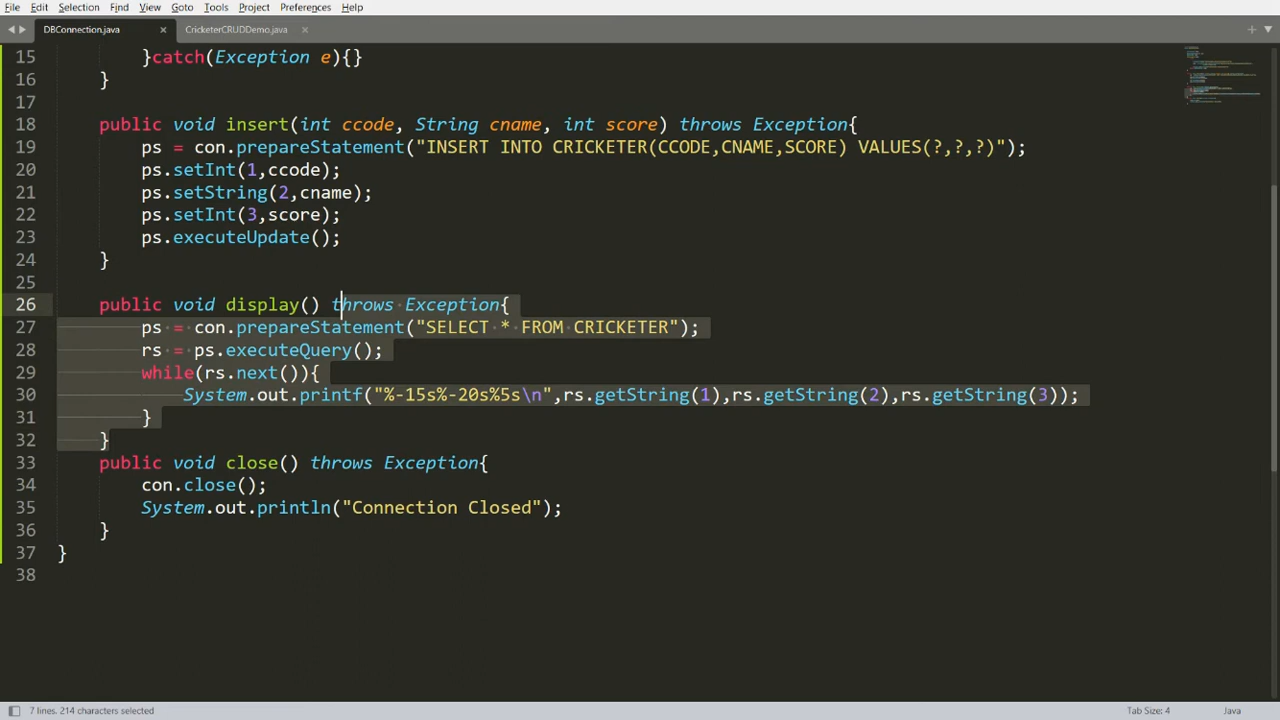 File Edit Selection Find View Goto Tools Project Preferences Help
DBConnection.java × CricketerCRUDDemo.java ×
15 }catch(Exception e){}
16 }
17
18 public void insert(int ccode, String cname, int score) throws Exception{
19 ps = con.prepareStatement("INSERT INTO CRICKETER(CCODE,CNAME,SCORE) VALUES(?,?,?)");
20 ps.setInt(1,ccode);
21 ps.setString(2,cname);
22 ps.setInt(3,score);
23 ps.executeUpdate();
24 }
25
26 public void display() throws Exception{
27 ps = con.prepareStatement("SELECT * FROM CRICKETER");
28 rs = ps.executeQuery();
29 while(rs.next()){
30 System.out.printf("%-15s%-20s%5s\n",rs.getString(1),rs.getString(2),rs.getString(3));
31 }
32 }
33 public void close() throws Exception{
34 con.close();
35 System.out.println("Connection Closed");
36 }
37 }
38
7 lines, 214 characters selected Tab Size: 4 Java